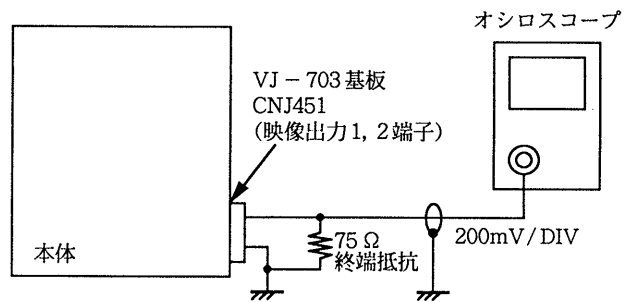 オシロスコープ
VJ－703基板
CNJ451
(映像出力1, 2端子)
本体
75Ω
終端抵抗
200mV/DIV